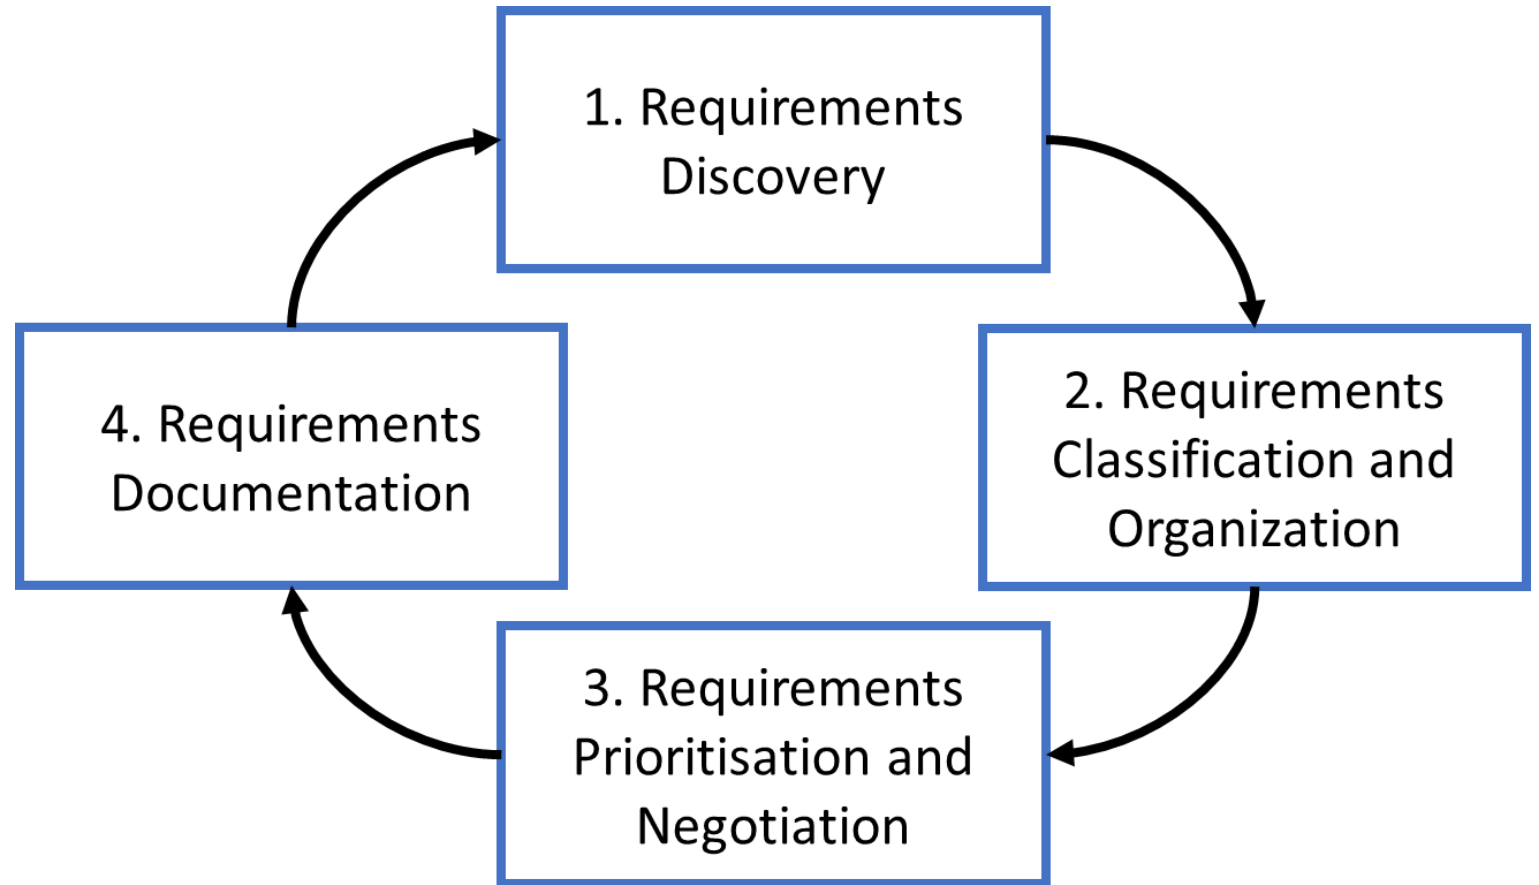 1. Requirements
Discovery
2. Requirements
Classification and
Organization
3. Requirements
Prioritisation and
Negotiation
4. Requirements
Documentation